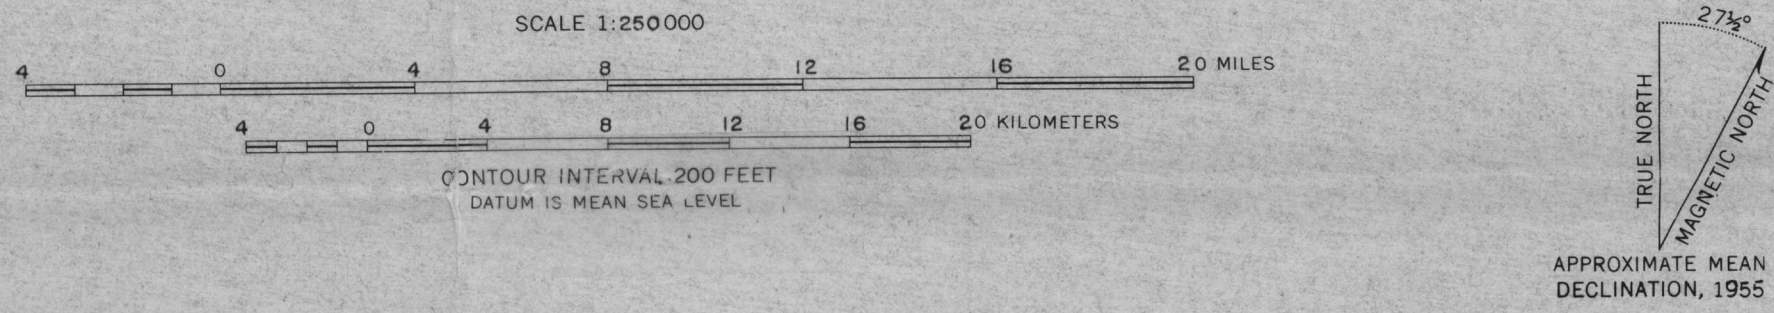 SCALE 1:250000
4 0 4 8 12 16 20 MILES
4 0 4 8 12 16 20 KILOMETERS
CONTOUR INTERVAL 200 FEET
DATUM IS MEAN SEA LEVEL
27½°
TRUE NORTH
MAGNETIC NORTH
APPROXIMATE MEAN
DECLINATION, 1955